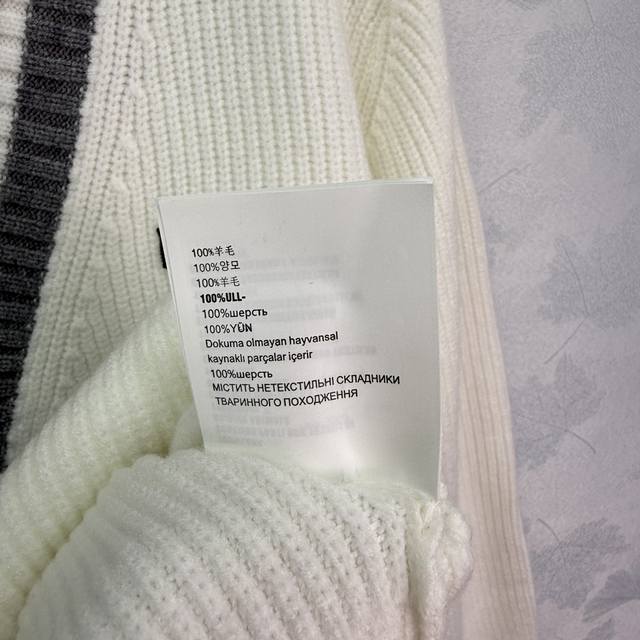 100%羊毛
100%양모
100%羊毛
100%ULL-
100%шерсть
100%YÜN
Dokuma olmayan hayvansal
kaynaklı parçalar içerir
100%шерсть
МІСТИТЬ НЕТЕКСТИЛЬНІ СКЛАДНИКИ
ТВАРИННОГО ПОХОДЖЕННЯ